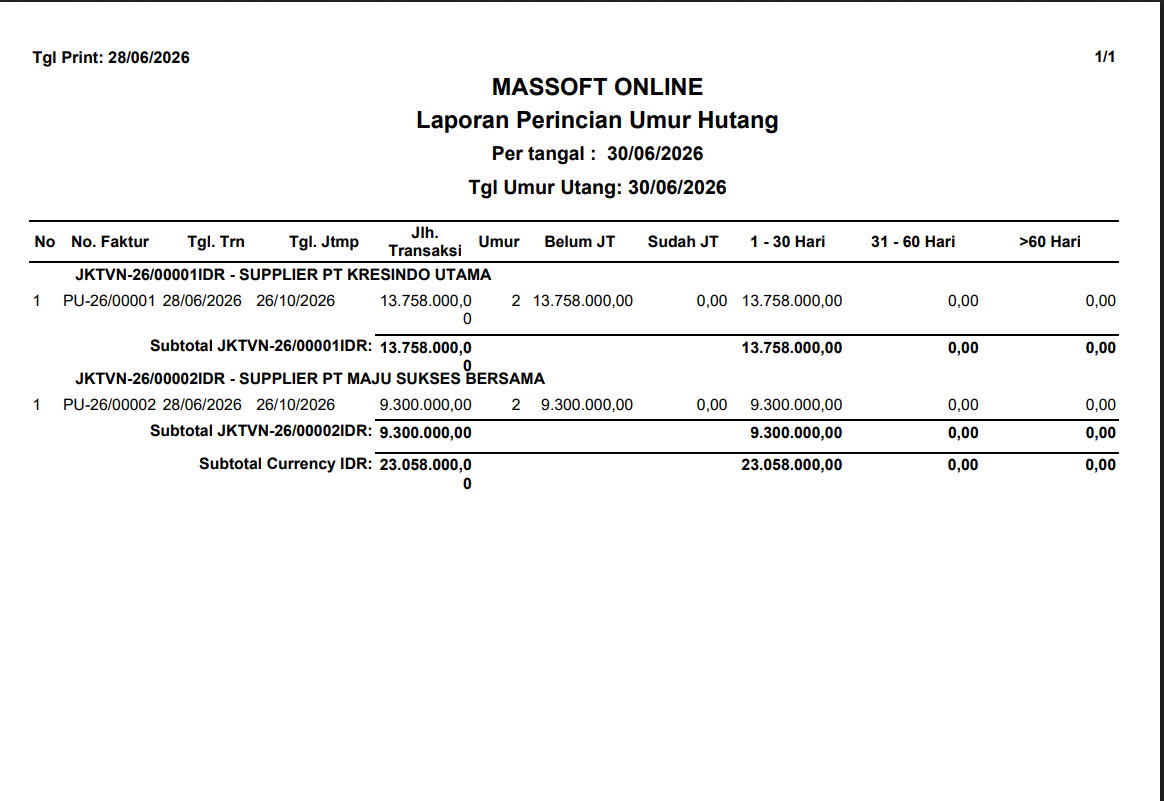 Tgl Print: 28/06/2026 1/1
MASSOFT ONLINE
Laporan Perincian Umur Hutang
Per tangal : 30/06/2026
Tgl Umur Utang: 30/06/2026
No No. Faktur Tgl. Trn Tgl. Jtmp Jlh. Transaksi Umur Belum JT Sudah JT 1 - 30 Hari 31 - 60 Hari >60 Hari
JKTVN-26/00001IDR - SUPPLIER PT KRESINDO UTAMA
1 PU-26/00001 28/06/2026 26/10/2026 13.758.000,0 2 13.758.000,00 0,00 13.758.000,00 0,00 0,00
0
Subtotal JKTVN-26/00001IDR: 13.758.000,0 13.758.000,00 0,00 0,00
0
JKTVN-26/00002IDR - SUPPLIER PT MAJU SUKSES BERSAMA
1 PU-26/00002 28/06/2026 26/10/2026 9.300.000,00 2 9.300.000,00 0,00 9.300.000,00 0,00 0,00
Subtotal JKTVN-26/00002IDR: 9.300.000,00 9.300.000,00 0,00 0,00
Subtotal Currency IDR: 23.058.000,0 23.058.000,00 0,00 0,00
0